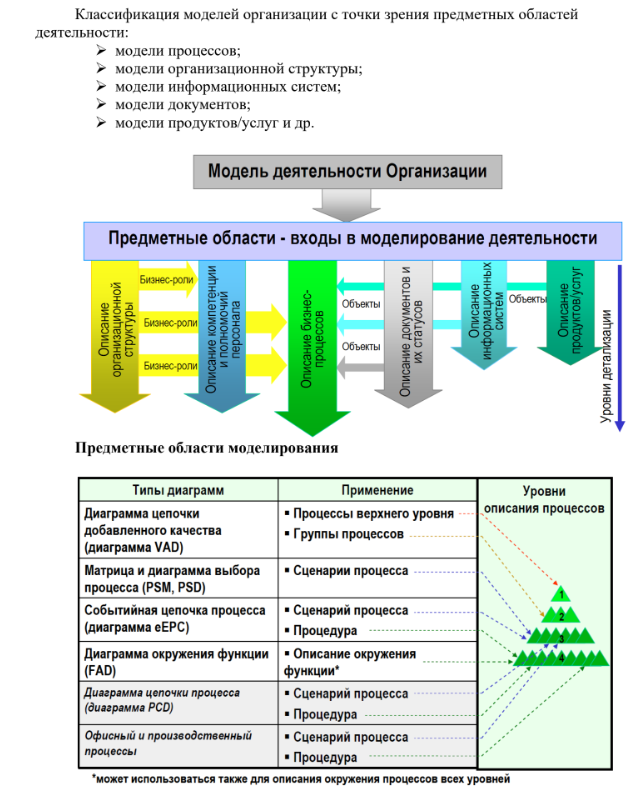 Классификация моделей организации с точки зрения предметных областей
деятельности:
➢ модели процессов;
➢ модели организационной структуры;
➢ модели информационных систем;
➢ модели документов;
➢ модели продуктов/услуг и др.
Модель деятельности Организации
Предметные области - входы в моделирование деятельности
Описание
организационной
структуры
Бизнес-роли
Бизнес-роли
Бизнес-роли
Описание компетенции
и полномочий
персонала
Описание бизнес-
процессов
Объекты
Объекты
Описание документов и
их статусов
Описание
информационных
систем
Объекты
Описание
продуктов/услуг
Уровни детализации
Предметные области моделирования
Типы диаграмм
Применение
Уровни
описания процессов
Диаграмма цепочки
добавленного качества
(диаграмма VAD)
▪ Процессы верхнего уровня
▪ Группы процессов
Матрица и диаграмма выбора
процесса (PSM, PSD)
▪ Сценарии процесса
Событийная цепочка процесса
(диаграмма eEPC)
▪ Сценарий процесса
▪ Процедура
Диаграмма окружения функции
(FAD)
▪ Описание окружения
функции*
Диаграмма цепочки процесса
(диаграмма PCD)
▪ Сценарий процесса
▪ Процедура
Офисный и производственный
процессы
▪ Сценарий процесса
▪ Процедура
1
2
3
4
*может использоваться также для описания окружения процессов всех уровней